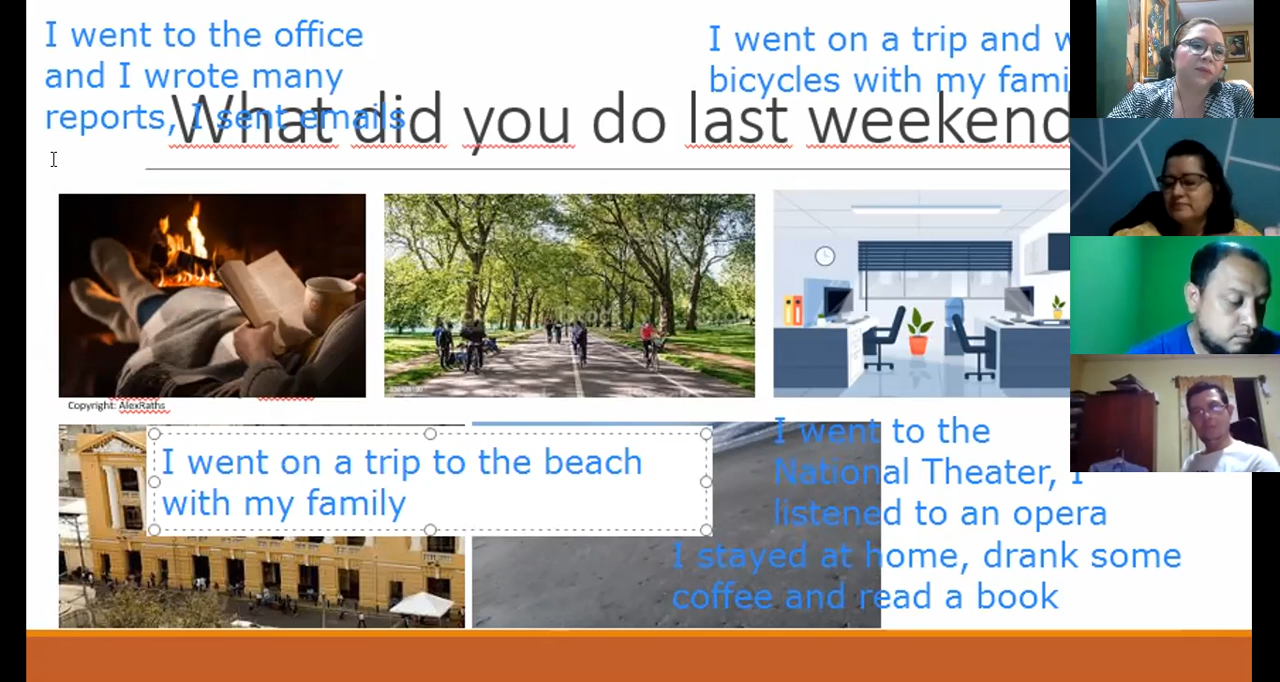 I went to the office
and I wrote many
reports, I sent emails
I went on a trip and
bicycles with my
What did you do last weekend
Copyright: AlexRaths
I went on a trip to the beach
with my family
I went to the
National Theater, I
listened to an opera
I stayed at home, drank some
coffee and read a book